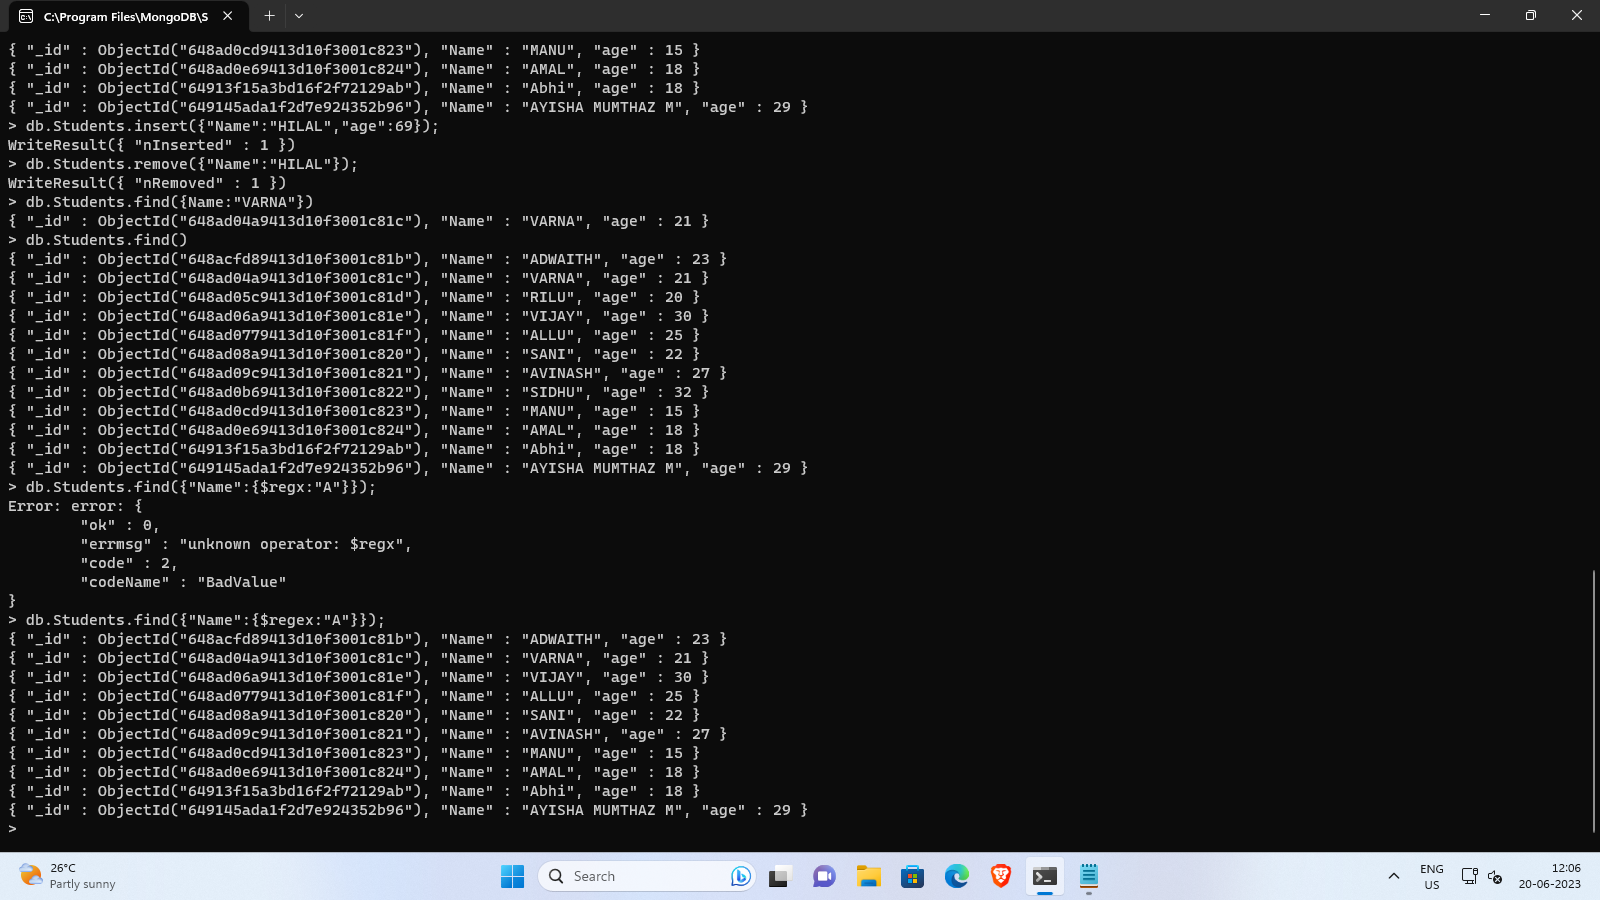 C:\Program Files\MongoDB\S
{ "_id" : ObjectId("648ad0cd9413d10f3001c823"), "Name" : "MANU", "age" : 15 }
{ "_id" : ObjectId("648ad0e69413d10f3001c824"), "Name" : "AMAL", "age" : 18 }
{ "_id" : ObjectId("64913f15a3bd16f2f72129ab"), "Name" : "Abhi", "age" : 18 }
{ "_id" : ObjectId("649145ada1f2d7e924352b96"), "Name" : "AYISHA MUMTHAZ M", "age" : 29 }
> db.Students.insert({"Name":"HILAL","age":69});
WriteResult({ "nInserted" : 1 })
> db.Students.remove({"Name":"HILAL"});
WriteResult({ "nRemoved" : 1 })
> db.Students.find({Name:"VARNA"})
{ "_id" : ObjectId("648ad04a9413d10f3001c81c"), "Name" : "VARNA", "age" : 21 }
> db.Students.find()
{ "_id" : ObjectId("648acfd89413d10f3001c81b"), "Name" : "ADWAITH", "age" : 23 }
{ "_id" : ObjectId("648ad04a9413d10f3001c81c"), "Name" : "VARNA", "age" : 21 }
{ "_id" : ObjectId("648ad05c9413d10f3001c81d"), "Name" : "RILU", "age" : 20 }
{ "_id" : ObjectId("648ad06a9413d10f3001c81e"), "Name" : "VIJAY", "age" : 30 }
{ "_id" : ObjectId("648ad0779413d10f3001c81f"), "Name" : "ALLU", "age" : 25 }
{ "_id" : ObjectId("648ad08a9413d10f3001c820"), "Name" : "SANI", "age" : 22 }
{ "_id" : ObjectId("648ad09c9413d10f3001c821"), "Name" : "AVINASH", "age" : 27 }
{ "_id" : ObjectId("648ad0b69413d10f3001c822"), "Name" : "SIDHU", "age" : 32 }
{ "_id" : ObjectId("648ad0cd9413d10f3001c823"), "Name" : "MANU", "age" : 15 }
{ "_id" : ObjectId("648ad0e69413d10f3001c824"), "Name" : "AMAL", "age" : 18 }
{ "_id" : ObjectId("64913f15a3bd16f2f72129ab"), "Name" : "Abhi", "age" : 18 }
{ "_id" : ObjectId("649145ada1f2d7e924352b96"), "Name" : "AYISHA MUMTHAZ M", "age" : 29 }
> db.Students.find({"Name":{$regx:"A"}});
Error: error: {
"ok" : 0,
"errmsg" : "unknown operator: $regx",
"code" : 2,
"codeName" : "BadValue"
}
> db.Students.find({"Name":{$regex:"A"}});
{ "_id" : ObjectId("648acfd89413d10f3001c81b"), "Name" : "ADWAITH", "age" : 23 }
{ "_id" : ObjectId("648ad04a9413d10f3001c81c"), "Name" : "VARNA", "age" : 21 }
{ "_id" : ObjectId("648ad06a9413d10f3001c81e"), "Name" : "VIJAY", "age" : 30 }
{ "_id" : ObjectId("648ad0779413d10f3001c81f"), "Name" : "ALLU", "age" : 25 }
{ "_id" : ObjectId("648ad08a9413d10f3001c820"), "Name" : "SANI", "age" : 22 }
{ "_id" : ObjectId("648ad09c9413d10f3001c821"), "Name" : "AVINASH", "age" : 27 }
{ "_id" : ObjectId("648ad0cd9413d10f3001c823"), "Name" : "MANU", "age" : 15 }
{ "_id" : ObjectId("648ad0e69413d10f3001c824"), "Name" : "AMAL", "age" : 18 }
{ "_id" : ObjectId("64913f15a3bd16f2f72129ab"), "Name" : "Abhi", "age" : 18 }
{ "_id" : ObjectId("649145ada1f2d7e924352b96"), "Name" : "AYISHA MUMTHAZ M", "age" : 29 }
>
26°C
Partly sunny
Search
ENG
US
12:06
20-06-2023